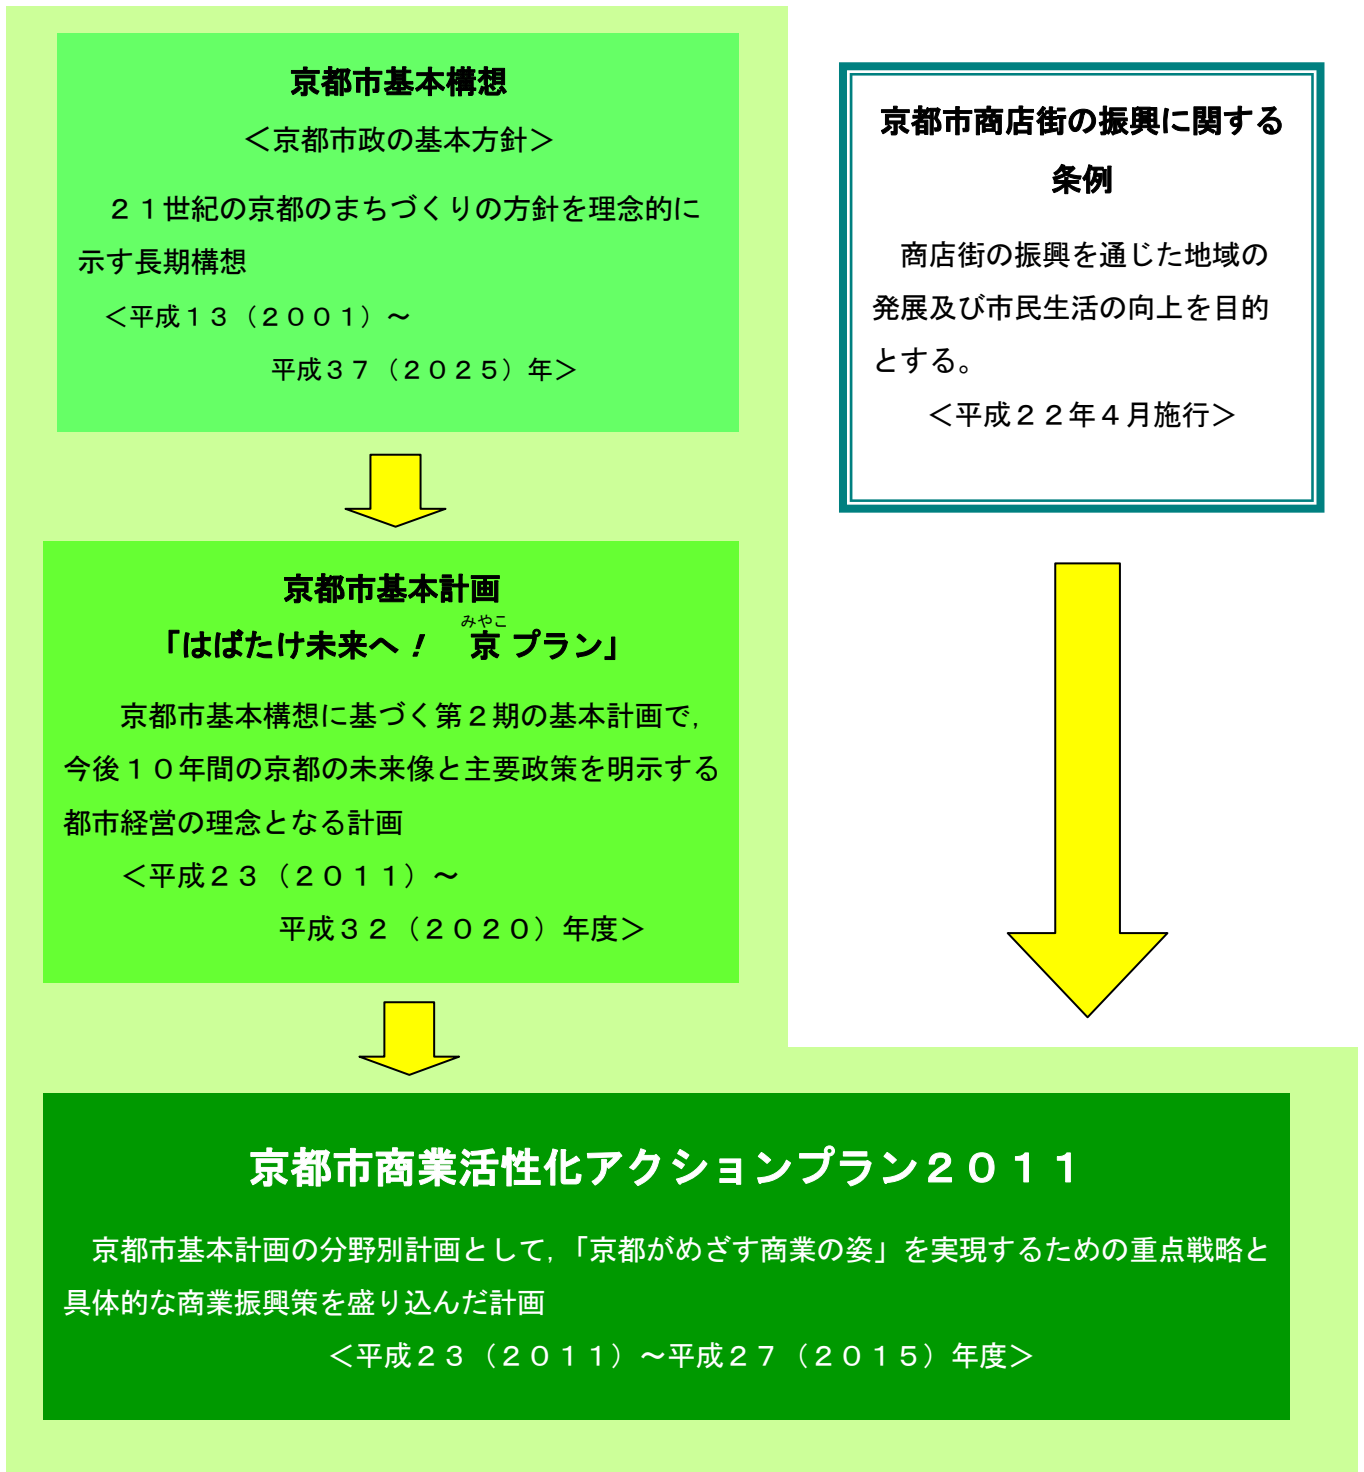 京都市基本構想
＜京都市政の基本方針＞
２１世紀の京都のまちづくりの方針を理念的に
示す長期構想
＜平成１３（２００１）～
平成３７（２０２５）年＞
京都市商店街の振興に関する
条例
商店街の振興を通じた地域の
発展及び市民生活の向上を目的
とする。
＜平成２２年４月施行＞
京都市基本計画
みやこ
「はばたけ未来へ！　京プラン」
京都市基本構想に基づく第２期の基本計画で,
今後１０年間の京都の未来像と主要政策を明示する
都市経営の理念となる計画
＜平成２３（２０１１）～
平成３２（２０２０）年度＞
京都市商業活性化アクションプラン２０１１
京都市基本計画の分野別計画として,「京都がめざす商業の姿」を実現するための重点戦略と
具体的な商業振興策を盛り込んだ計画
＜平成２３（２０１１）～平成２７（２０１５）年度＞